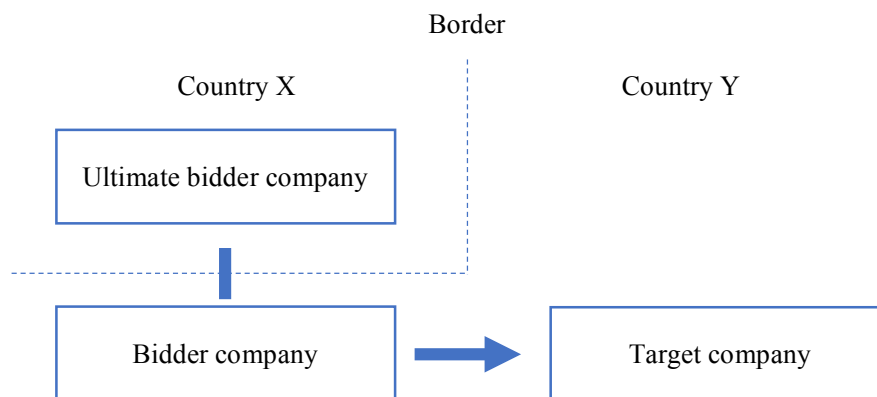 Border
Country X
Country Y
Ultimate bidder company
Bidder company
Target company